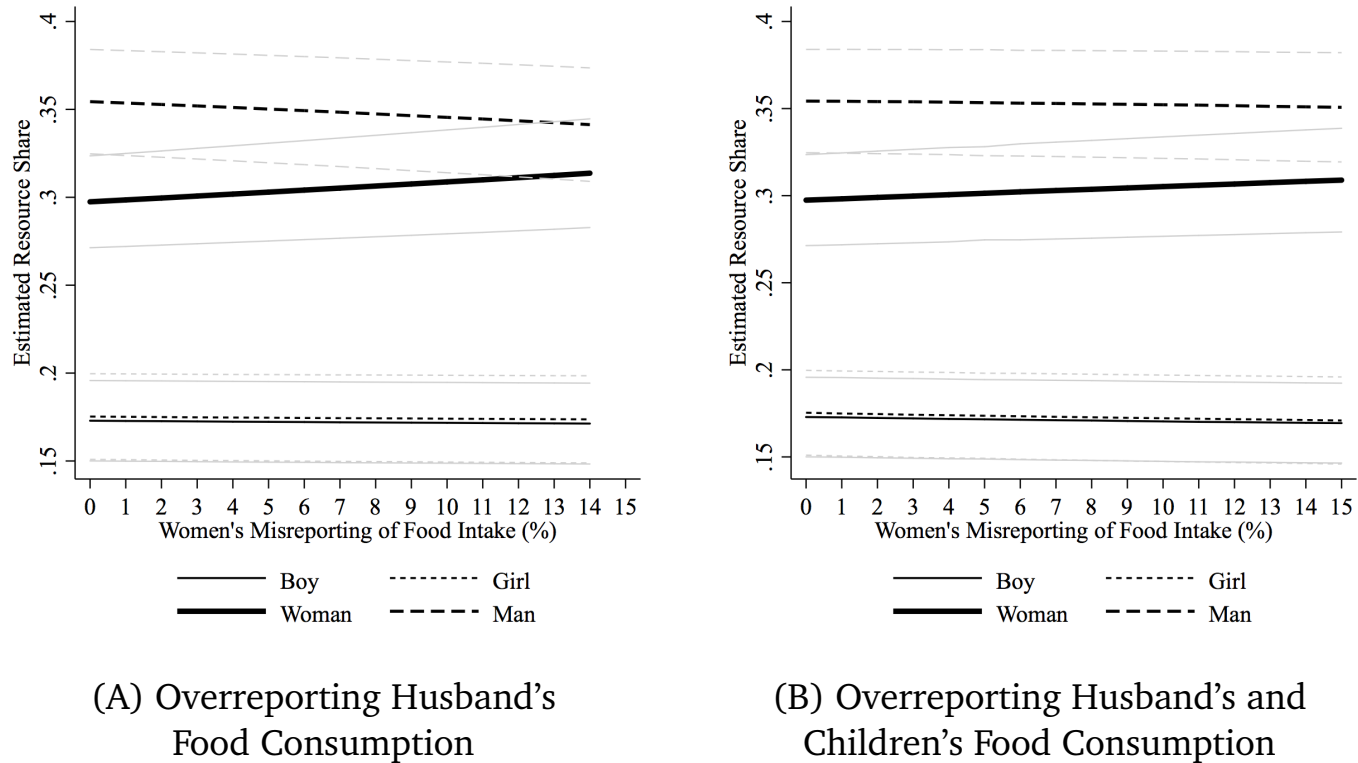 Estimated Resource Share
.4
.35
.3
.25
.2
.15
0 1 2 3 4 5 6 7 8 9 10 11 12 13 14 15
Women's Misreporting of Food Intake (%)
Boy Girl
Woman Man
(A) Overreporting Husband’s
Food Consumption
Estimated Resource Share
.4
.35
.3
.25
.2
.15
0 1 2 3 4 5 6 7 8 9 10 11 12 13 14 15
Women's Misreporting of Food Intake (%)
Boy Girl
Woman Man
(B) Overreporting Husband’s and
Children’s Food Consumption